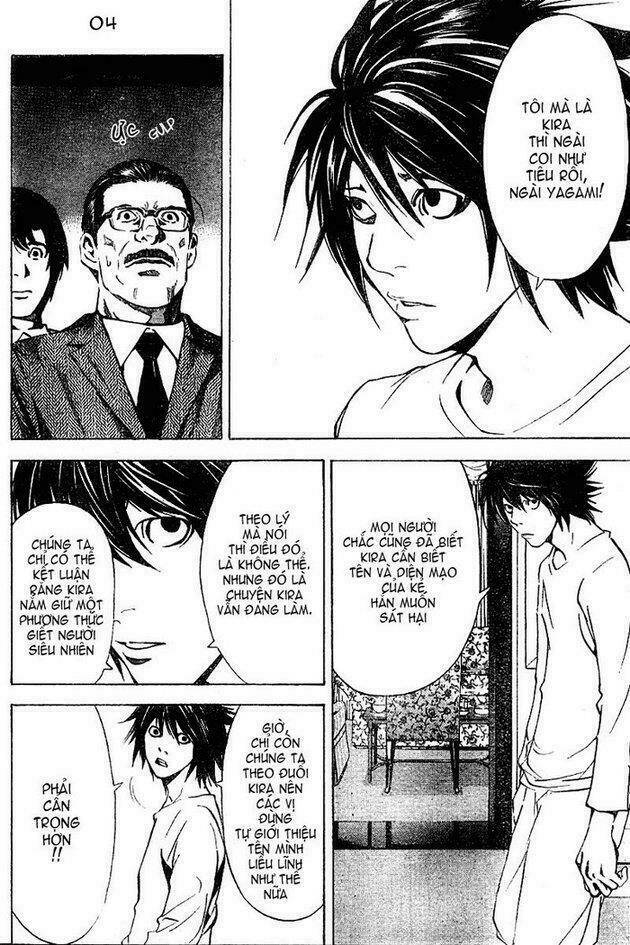 04
TÔI MÀ LÀ
KIRA
THÌ NGÀI
COI NHƯ
TIÊU RỒI,
NGÀI YAGAMI!
ỰC
GULP
MỌI NGƯỜI
CHẮC CŨNG ĐÃ BIẾT
KIRA CẦN BIẾT
TÊN VÀ DIỆN MẠO
CỦA KẺ
HẮN MUỐN
SÁT HẠI
THEO LÝ
MÀ NÓI
THÌ ĐIỀU ĐÓ
LÀ KHÔNG THỂ.
NHƯNG ĐÓ LÀ
CHUYỆN KIRA
VẪN ĐANG LÀM.
CHÚNG TA
CHỈ CÓ THỂ
KẾT LUẬN
RẰNG KIRA
NẮM GIỮ MỘT
PHƯƠNG THỨC
GIẾT NGƯỜI
SIÊU NHIÊN
GIỜ,
CHỈ CÒN
CHÚNG TA
THEO ĐUỔI
KIRA NÊN
CÁC VỊ
ĐỪNG
TỰ GIỚI THIỆU
TÊN MÌNH
LIỀU LĨNH
NHƯ THẾ
NỮA
PHẢI
CẨN
TRỌNG
HƠN
!!